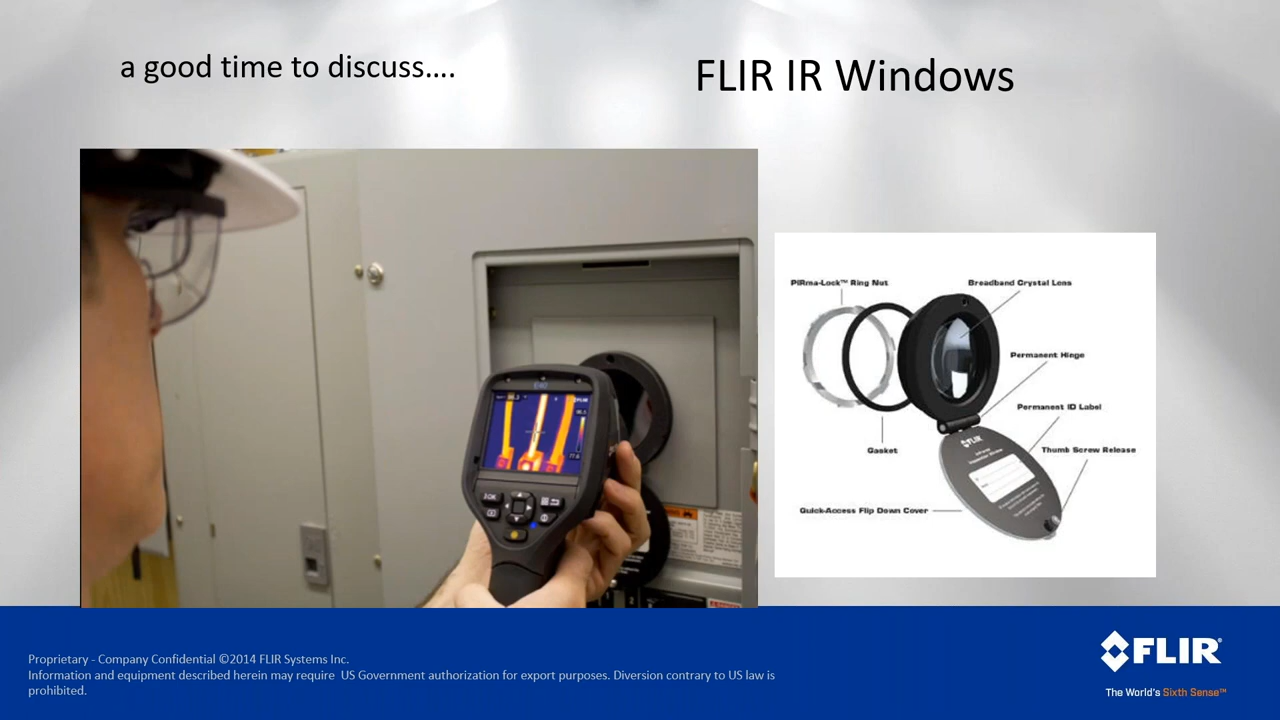 a good time to discuss….
FLIR IR Windows
E40
FLIR
PIRma-Lock™ Ring Nut
Breadband Crystal Lens
Permanent Hinge
Permanent ID Label
Gasket
Thumb Screw Release
FLIR
Quick-Access Flip Down Cover
Proprietary - Company Confidential ©2014 FLIR Systems Inc.
Information and equipment described herein may require US Government authorization for export purposes. Diversion contrary to US law is
prohibited.
FLIR
The World's Sixth Sense™